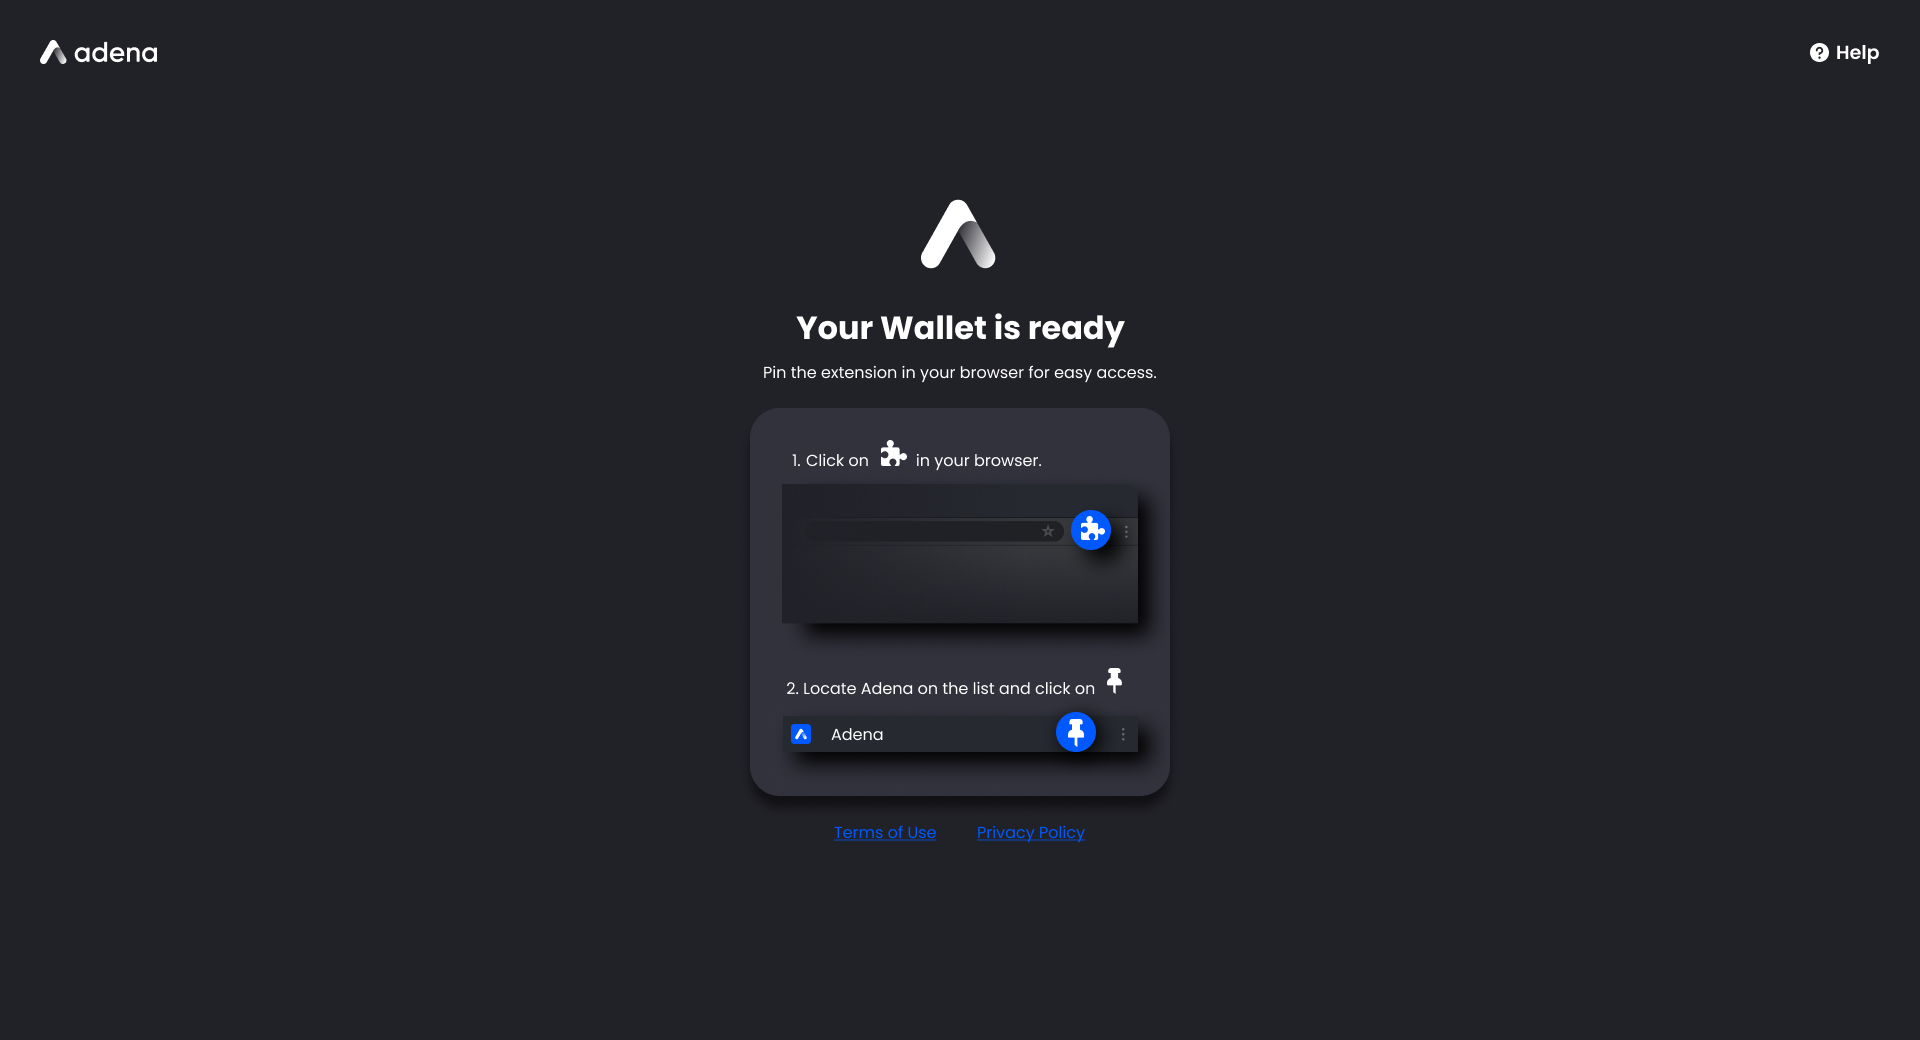 adena
Help
Your Wallet is ready
Pin the extension in your browser for easy access.
1. Click on in your browser.
2. Locate Adena on the list and click on
Adena
Terms of Use
Privacy Policy